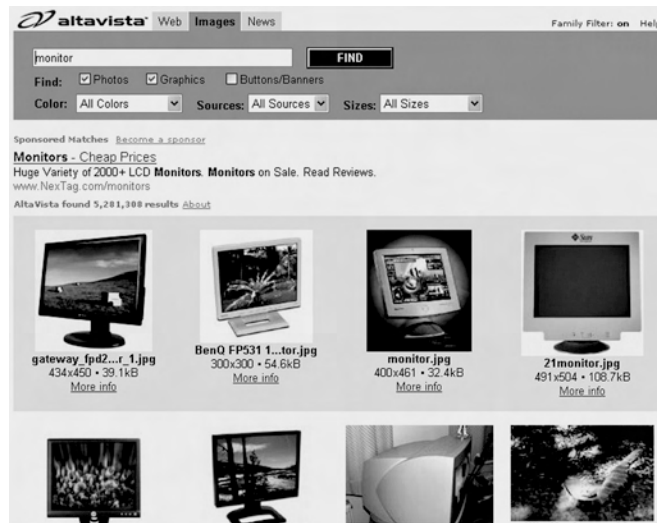 altavista Web Images News Family Filter: on Help
monitor FIND
Find: Photos Graphics Buttons/Banners
Color: All Colors Sources: All Sources Sizes: All Sizes
Sponsored Matches Become a sponsor
Monitors - Cheap Prices
Huge Variety of 2000+ LCD Monitors. Monitors on Sale. Read Reviews.
www.NexTag.com/monitors
AltaVista found 5,281,308 results About
Sun
gateway_fpd2...r_1.jpg BenQ FP531 1...tor.jpg monitor.jpg 21monitor.jpg
434x450 • 39.1kB 300x300 • 54.6kB 400x461 • 32.4kB 491x504 • 108.7kB
More info More info More info More info